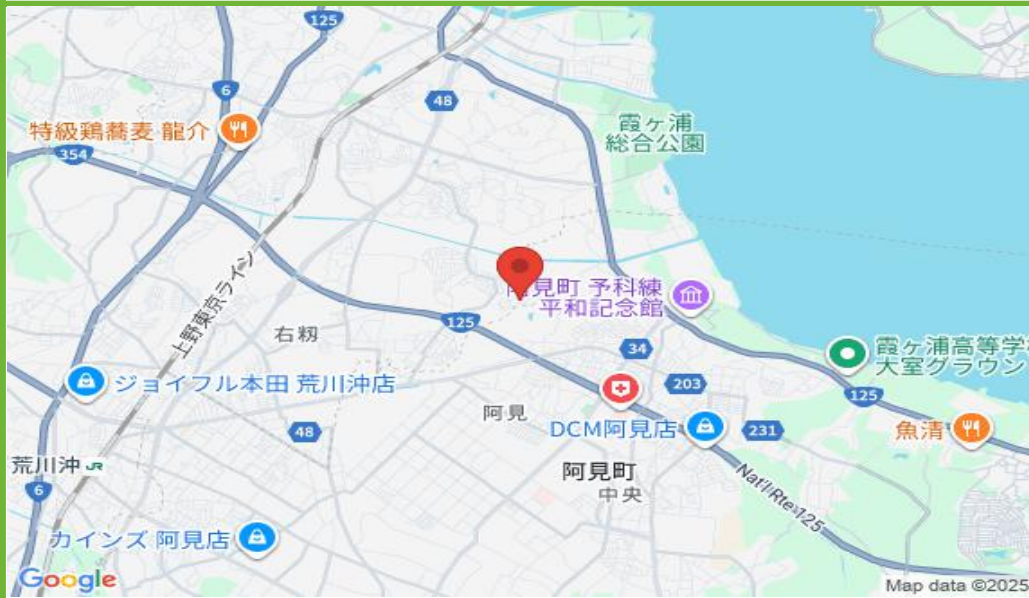 125
6
48
霞ヶ浦
総合公園
特級鶏蕎麦 龍介
354
上野東京ライン
阿見町 予科練
平和記念館
125
右籾
34
霞ヶ浦高等学校
大室グラウン
ジョイフル本田 荒川沖店
203
125
阿見
DCM阿見店
231
魚清
48
荒川沖 JR
阿見町
中央
6
Nat'l Rte 125
カインズ 阿見店
Google
Map data ©2025